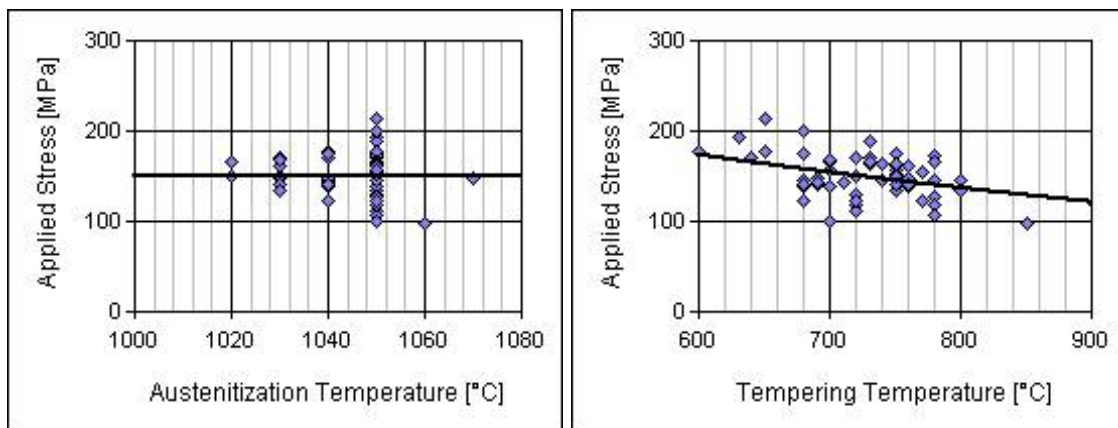 300
200
100
0
1000 1020 1040 1060 1080
Applied Stress [MPa]
Austenitization Temperature [°C]
300
200
100
0
600 700 800 900
Applied Stress [MPa]
Tempering Temperature [°C]